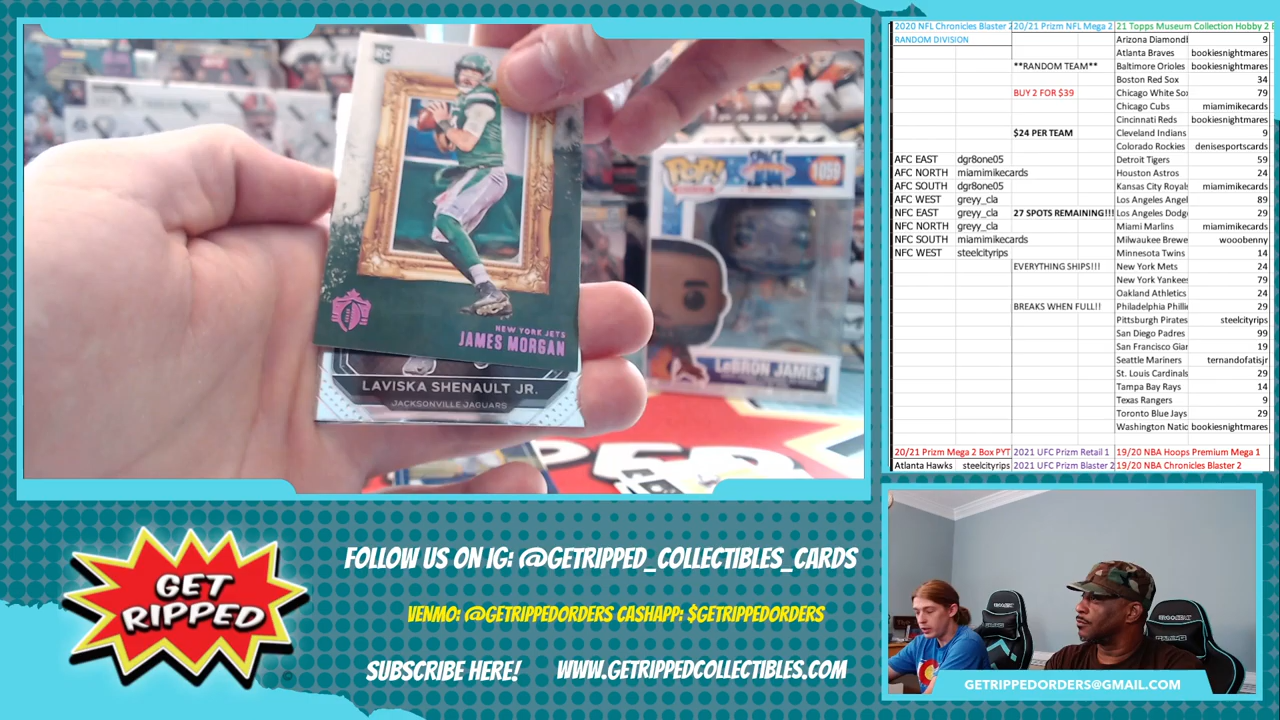 RC
NEW YORK JETS
JAMES MORGAN
LAVISKA SHENAULT JR.
JACKSONVILLE JAGUARS
POP!
SPACE
1059
LeBRON JAMES
2020 NFL Chronicles Blaster 2
20/21 Prizm NFL Mega 2
21 Topps Museum Collection Hobby 2 B
RANDOM DIVISION
Arizona Diamondb 9
Atlanta Braves bookiesnightmares
**RANDOM TEAM** Baltimore Orioles bookiesnightmares
Boston Red Sox 34
BUY 2 FOR $39 Chicago White Sox 79
Chicago Cubs miamimikecards
Cincinnati Reds bookiesnightmares
$24 PER TEAM Cleveland Indians 9
Colorado Rockies denisesportscards
AFC EAST dgr8one05 Detroit Tigers 59
AFC NORTH miamimikecards Houston Astros 24
AFC SOUTH dgr8one05 Kansas City Royals miamimikecards
AFC WEST greyy_cla Los Angeles Angel 89
NFC EAST greyy_cla 27 SPOTS REMAINING!!! Los Angeles Dodge 29
NFC NORTH greyy_cla Miami Marlins miamimikecards
NFC SOUTH miamimikecards Milwaukee Brewe wooobenny
NFC WEST steelcityrips Minnesota Twins 14
EVERYTHING SHIPS!!! New York Mets 24
New York Yankees 79
Oakland Athletics 24
BREAKS WHEN FULL!! Philadelphia Phillie 29
Pittsburgh Pirates steelcityrips
San Diego Padres 99
San Francisco Gian 19
Seattle Mariners ternandofatisjr
St. Louis Cardinals 29
Tampa Bay Rays 14
Texas Rangers 9
Toronto Blue Jays 29
Washington Natio bookiesnightmares
20/21 Prizm Mega 2 Box PYT 2021 UFC Prizm Retail 1 19/20 NBA Hoops Premium Mega 1
Atlanta Hawks steelcityrips 2021 UFC Prizm Blaster 2 19/20 NBA Chronicles Blaster 2
GET
RIPPED
FOLLOW US ON IG: @GETRIPPED_COLLECTIBLES_CARDS
VENMO: @GETRIPPEDORDERS CASHAPP: $GETRIPPEDORDERS
SUBSCRIBE HERE! WWW.GETRIPPEDCOLLECTIBLES.COM
GETRIPPEDORDERS@GMAIL.COM